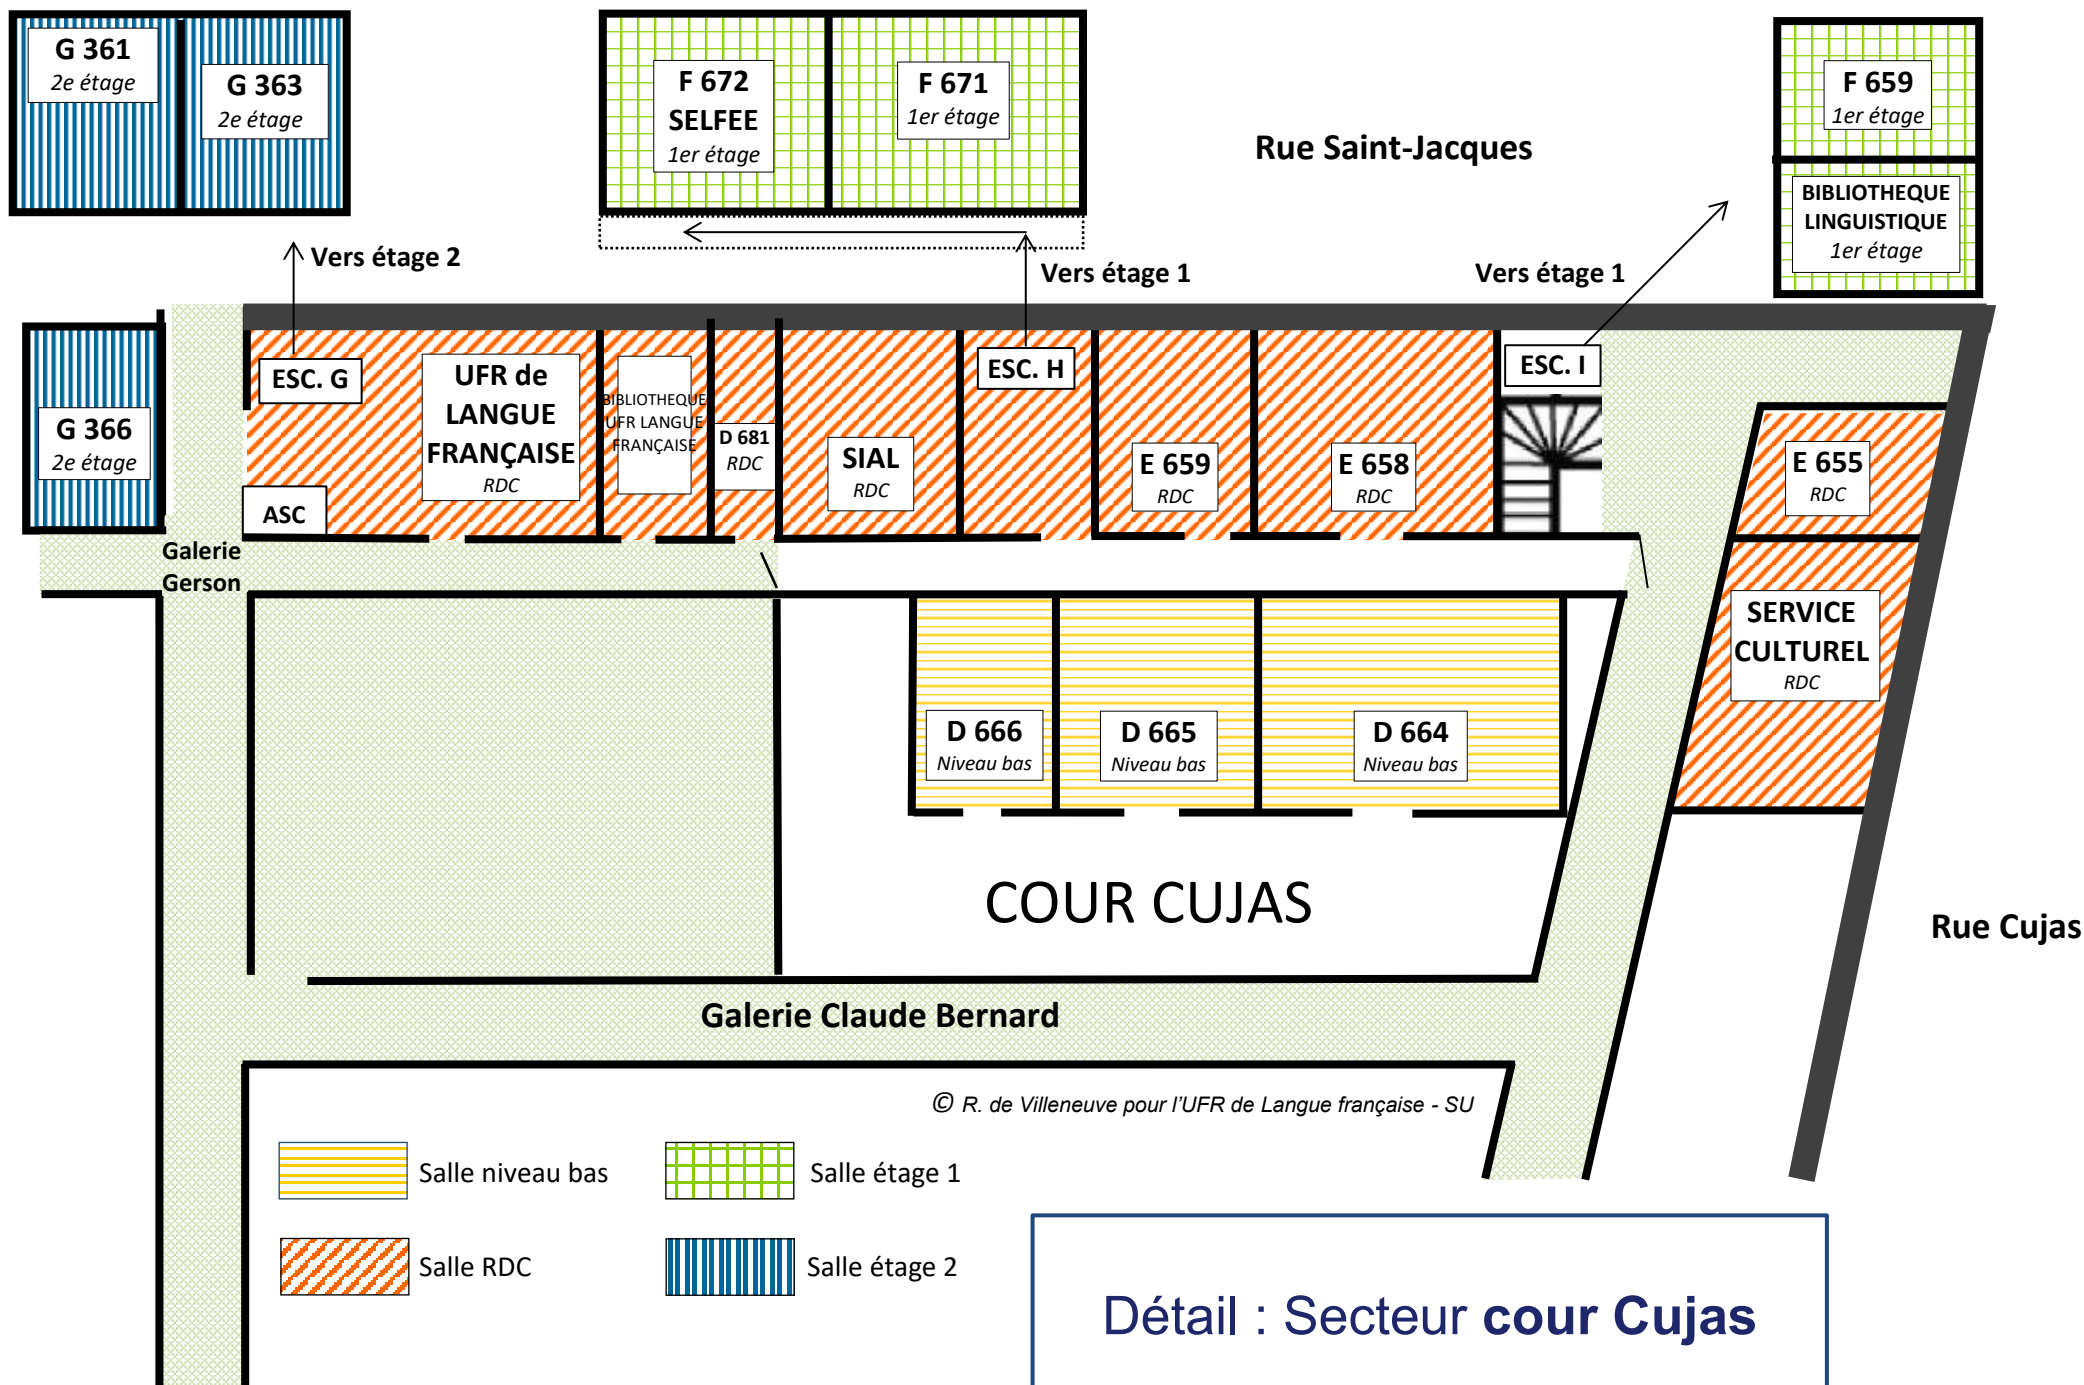 G 361
2e étage
G 363
2e étage
F 672
SELFEE
1er étage
F 671
1er étage
Rue Saint-Jacques
F 659
1er étage
BIBLIOTHEQUE
LINGUISTIQUE
1er étage
Vers étage 2
Vers étage 1
Vers étage 1
G 366
2e étage
ESC. G
UFR de
LANGUE
FRANÇAISE
RDC
BIBLIOTHEQUE
UFR LANGUE
FRANÇAISE
D 681
RDC
SIAL
RDC
ESC. H
E 659
RDC
E 658
RDC
ESC. I
E 655
RDC
ASC
Galerie
Gerson
SERVICE
CULTUREL
RDC
D 666
Niveau bas
D 665
Niveau bas
D 664
Niveau bas
COUR CUJAS
Rue Cujas
Galerie Claude Bernard
© R. de Villeneuve pour l'UFR de Langue française - SU
Salle niveau bas
Salle étage 1
Salle RDC
Salle étage 2
Détail : Secteur cour Cujas